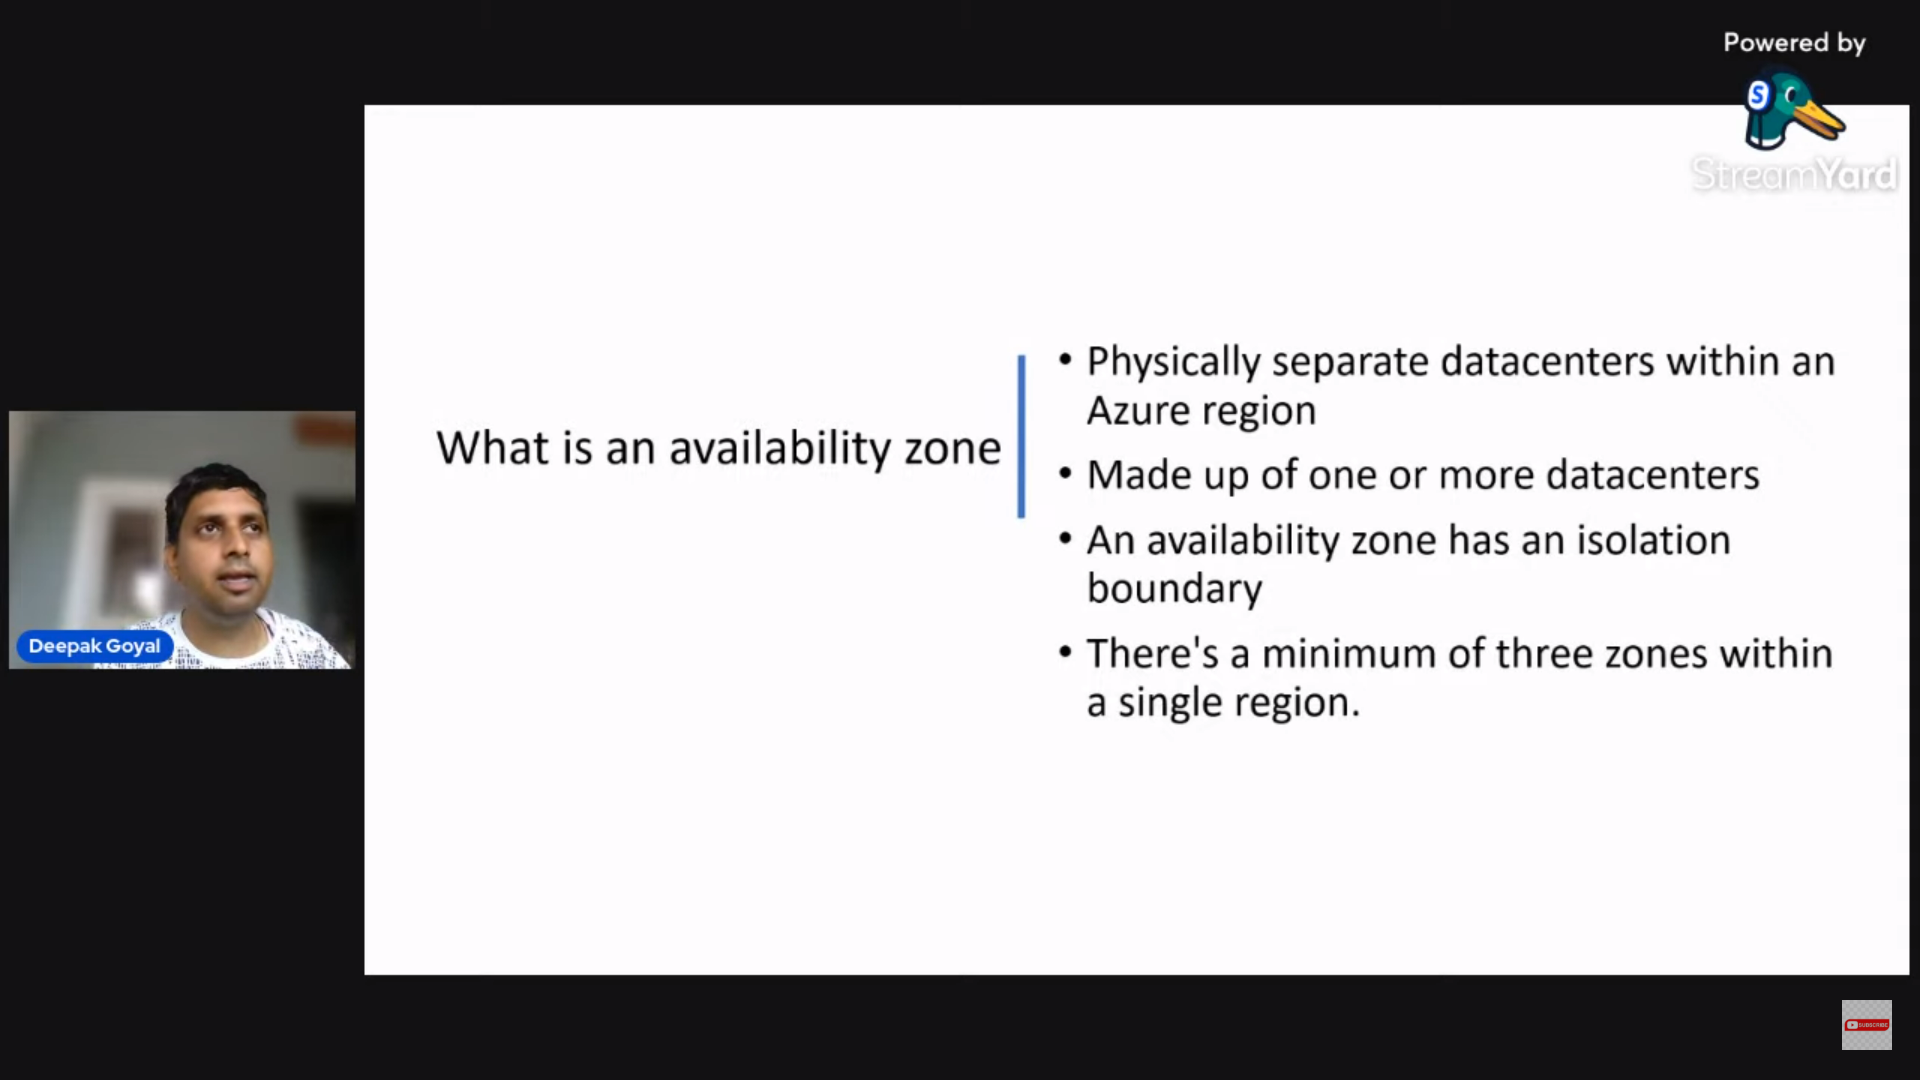 Powered by
S
StreamYard
What is an availability zone
• Physically separate datacenters within an
Azure region
• Made up of one or more datacenters
• An availability zone has an isolation
boundary
• There's a minimum of three zones within
a single region.
Deepak Goyal
SUBSCRIBE